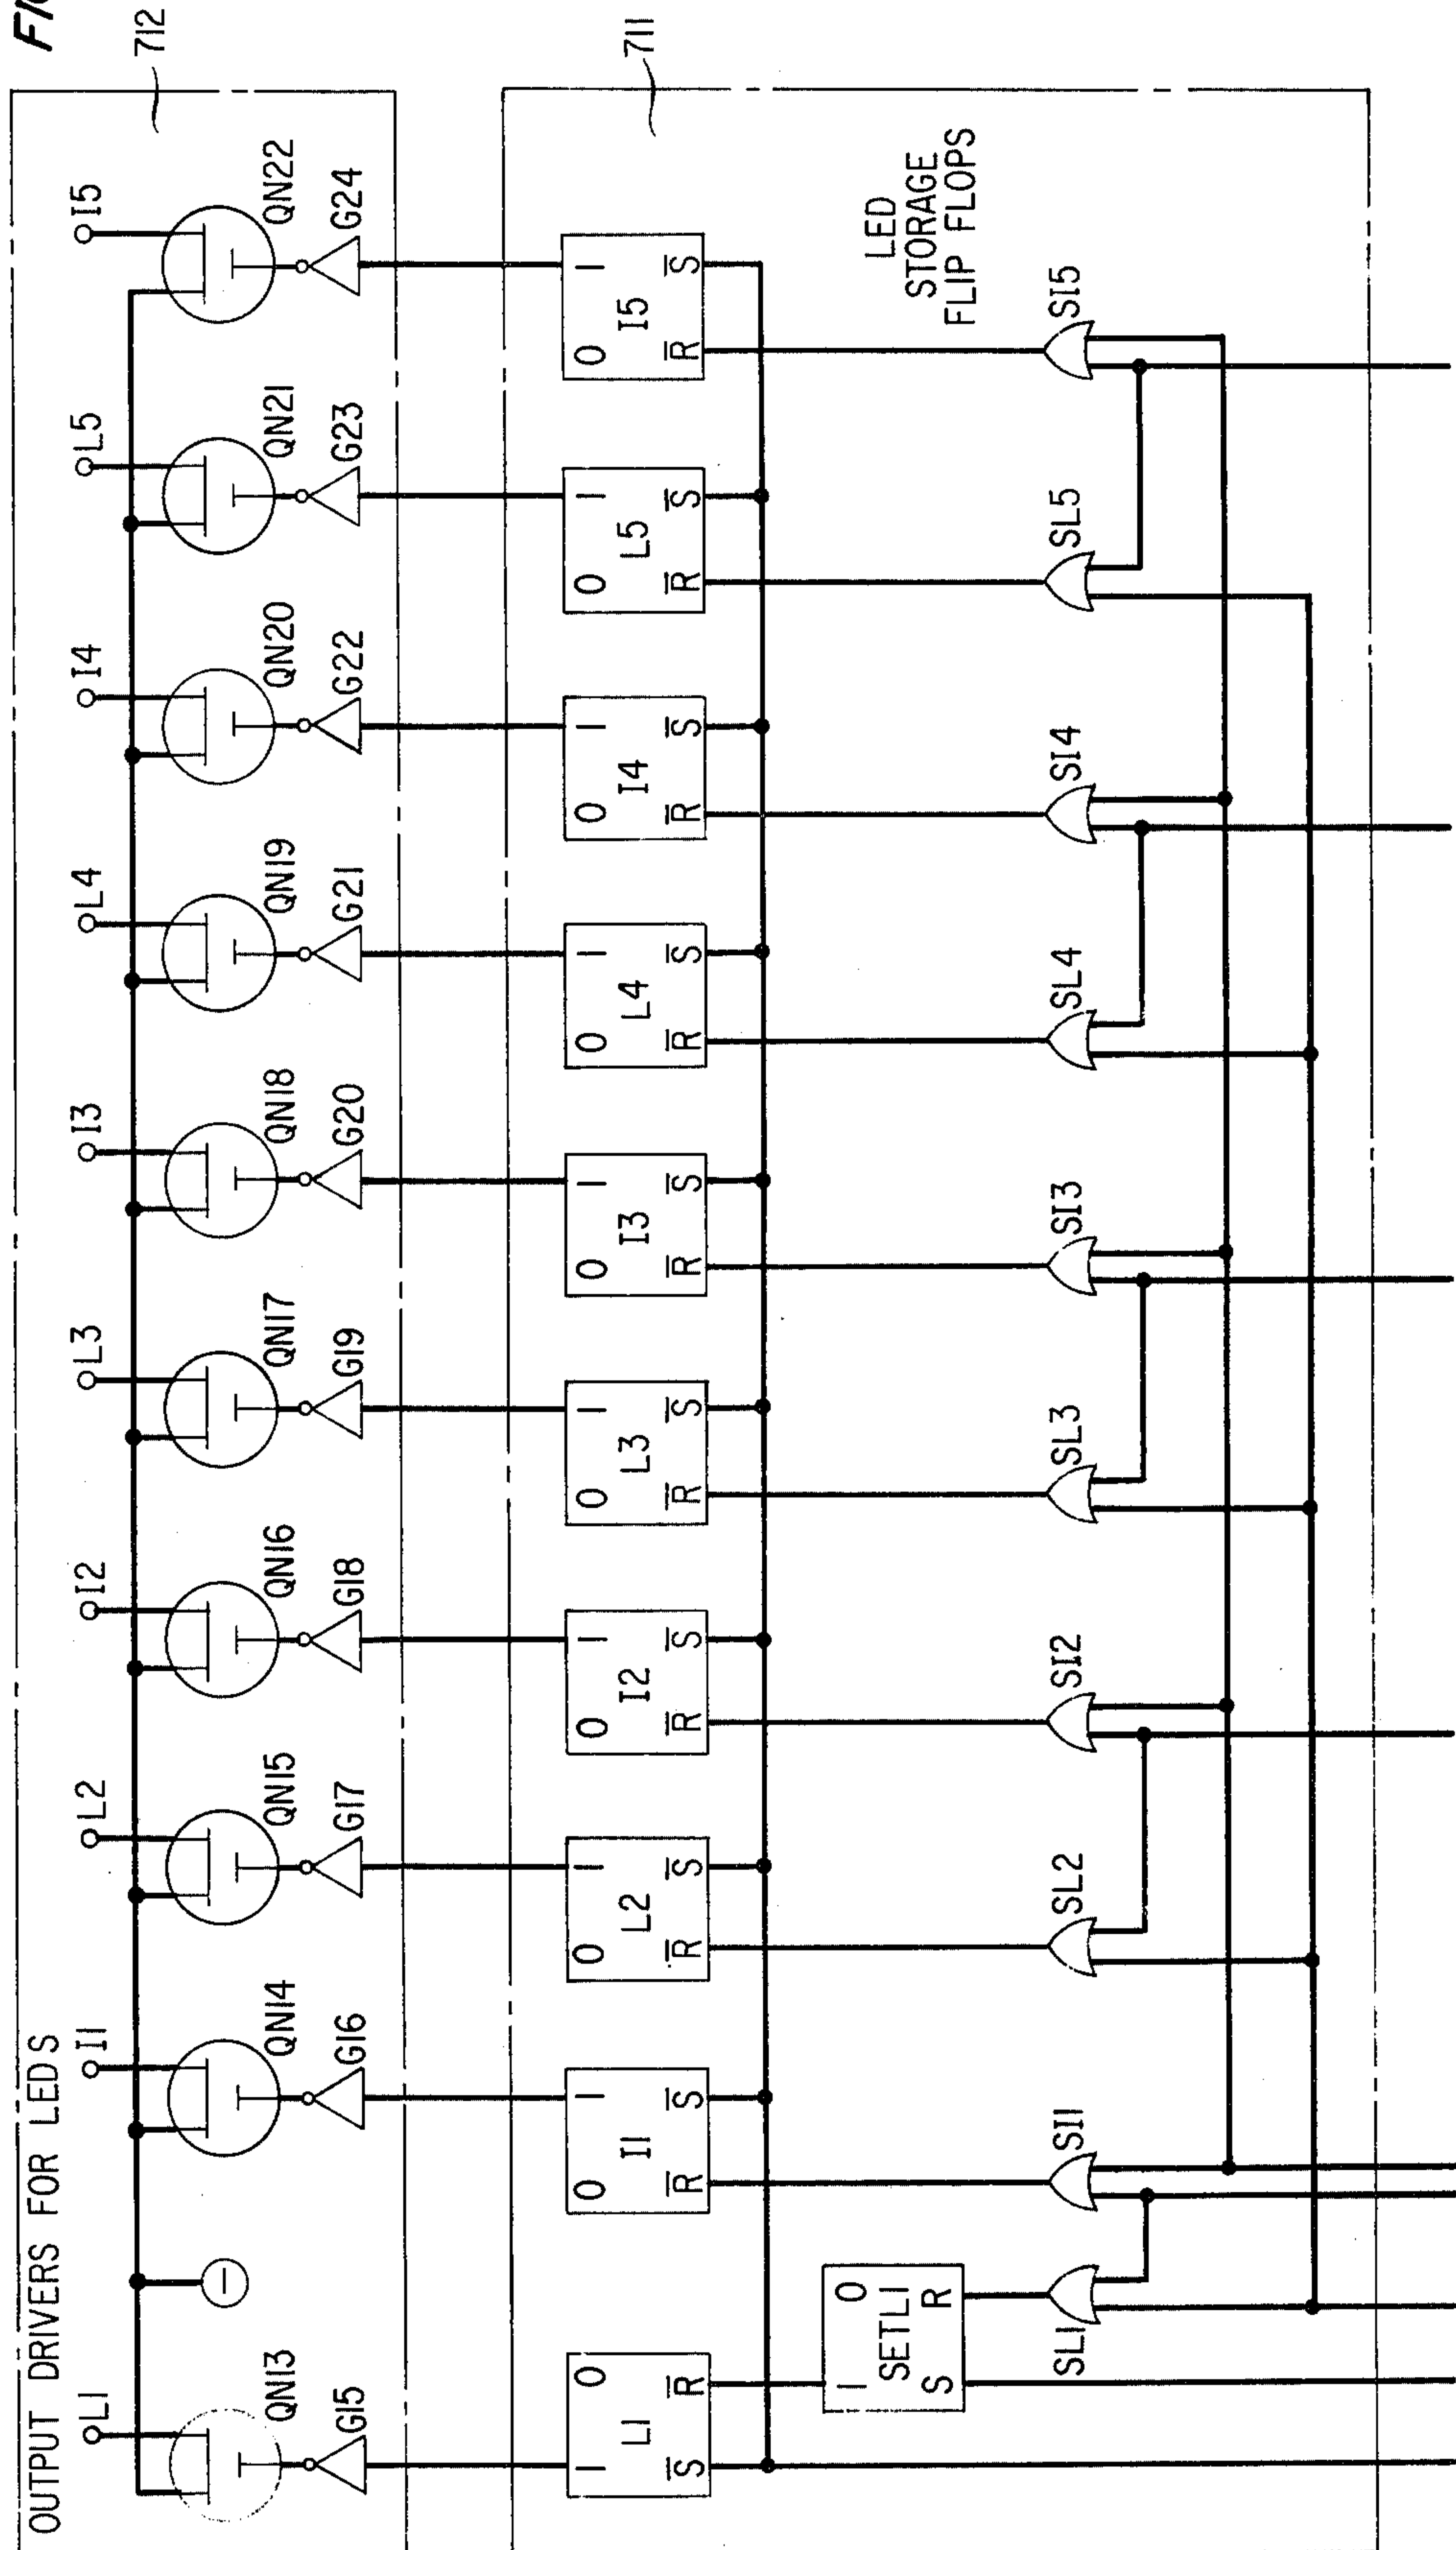 FIG
OUTPUT DRIVERS FOR LEDS
712
L1
I1
L2
I2
L3
I3
L4
I4
L5
I5
QN13
QN14
QN15
QN16
QN17
QN18
QN19
QN20
QN21
QN22
G15
G16
G17
G18
G19
G20
G21
G22
G23
G24
711
1 0
L1
S̅ R̅
0 1
I1
R̅ S̅
0 1
L2
R̅ S̅
0 1
I2
R̅ S̅
0 1
L3
R̅ S̅
0 1
I3
R̅ S̅
0 1
L4
R̅ S̅
0 1
I4
R̅ S̅
0 1
L5
R̅ S̅
0 1
I5
R̅ S̅
1 0
SETL1
S R
LED
STORAGE
FLIP FLOPS
SL1
SI1
SL2
SI2
SL3
SI3
SL4
SI4
SL5
SI5